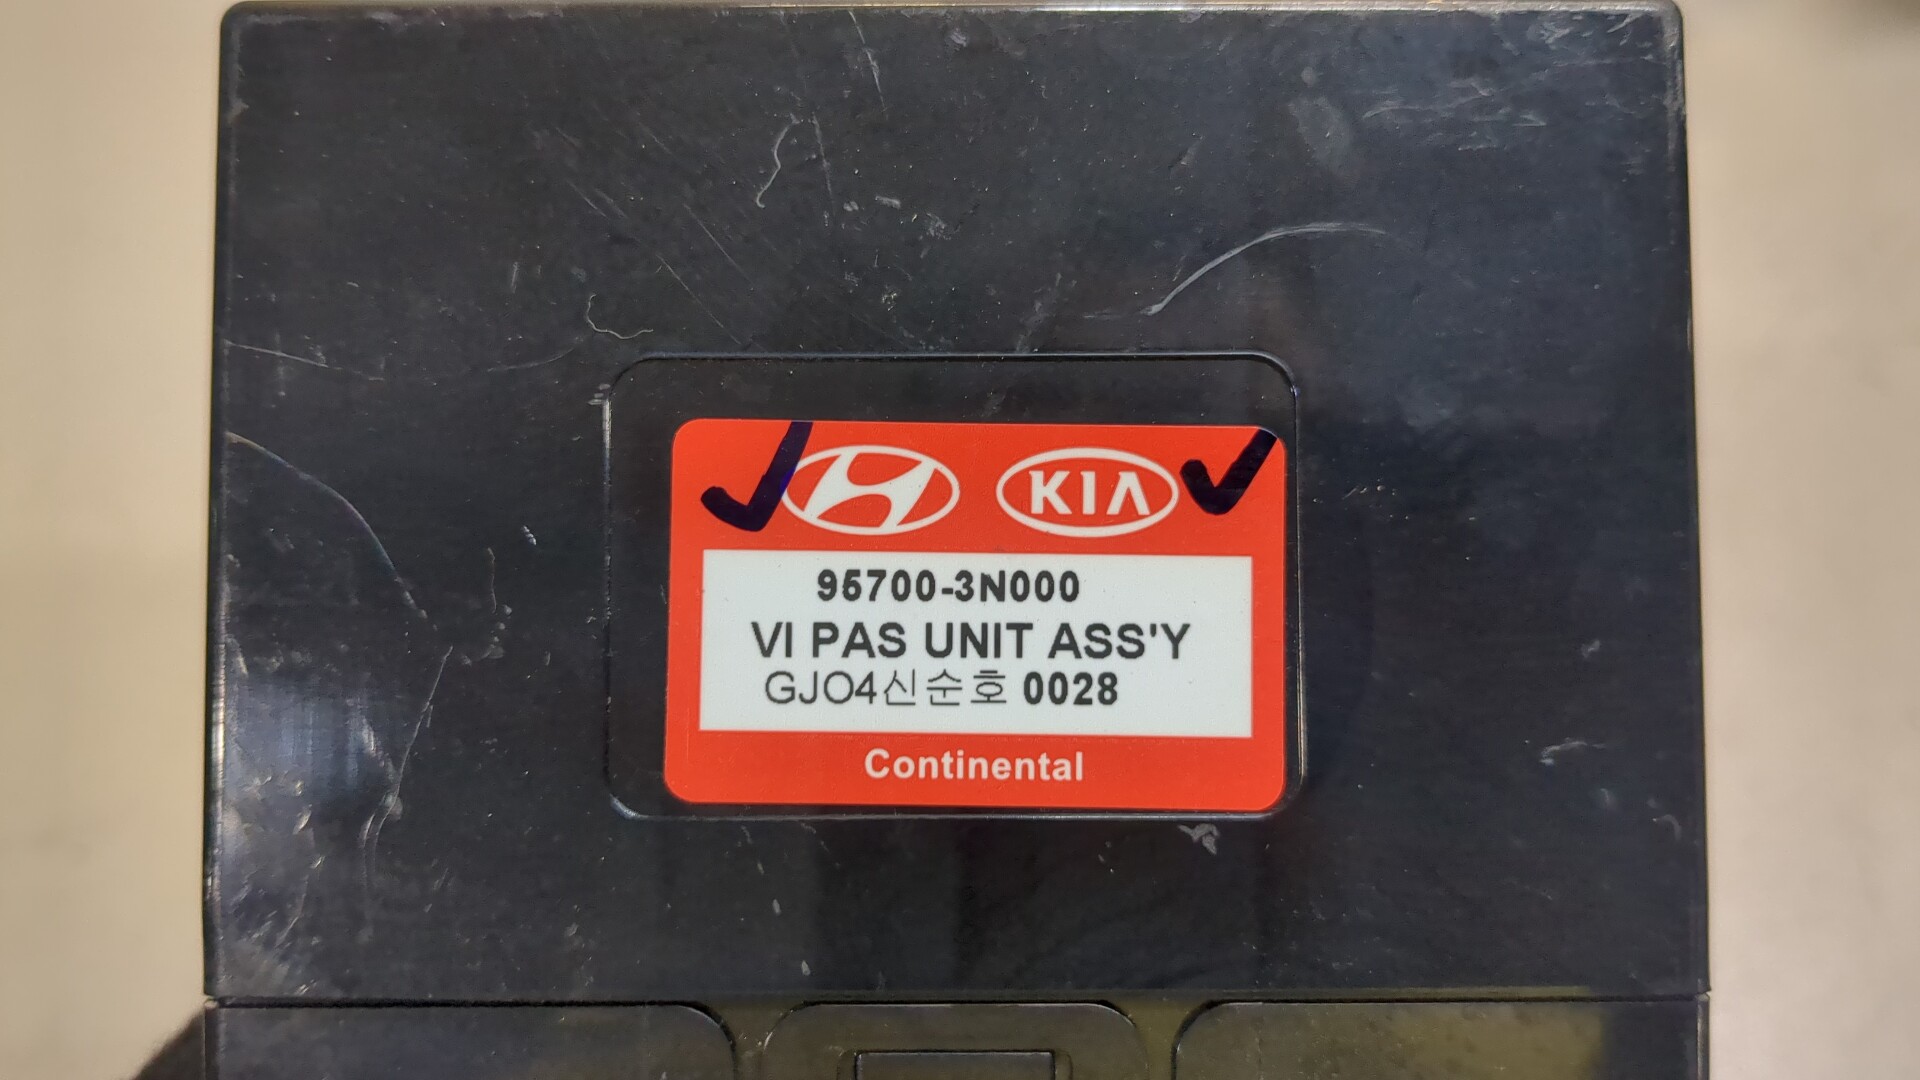 KIA
95700-3N000
VI PAS UNIT ASS'Y
GJO4신순호 0028
Continental